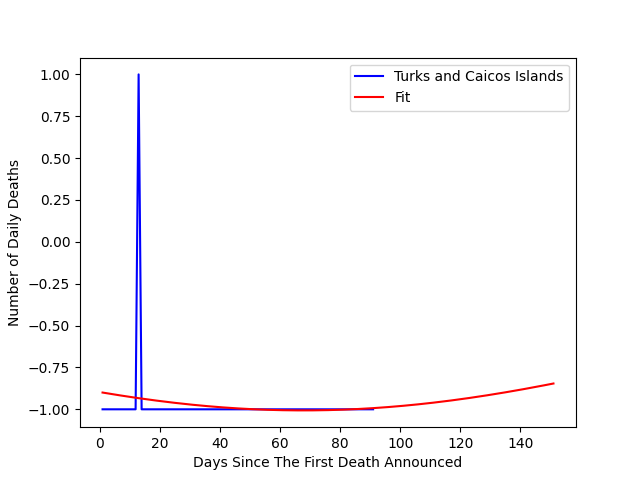 Turks and Caicos Islands
Fit
1.00
0.75
0.50
0.25
0.00
−0.25
−0.50
−0.75
−1.00
Number of Daily Deaths
0 20 40 60 80 100 120 140
Days Since The First Death Announced